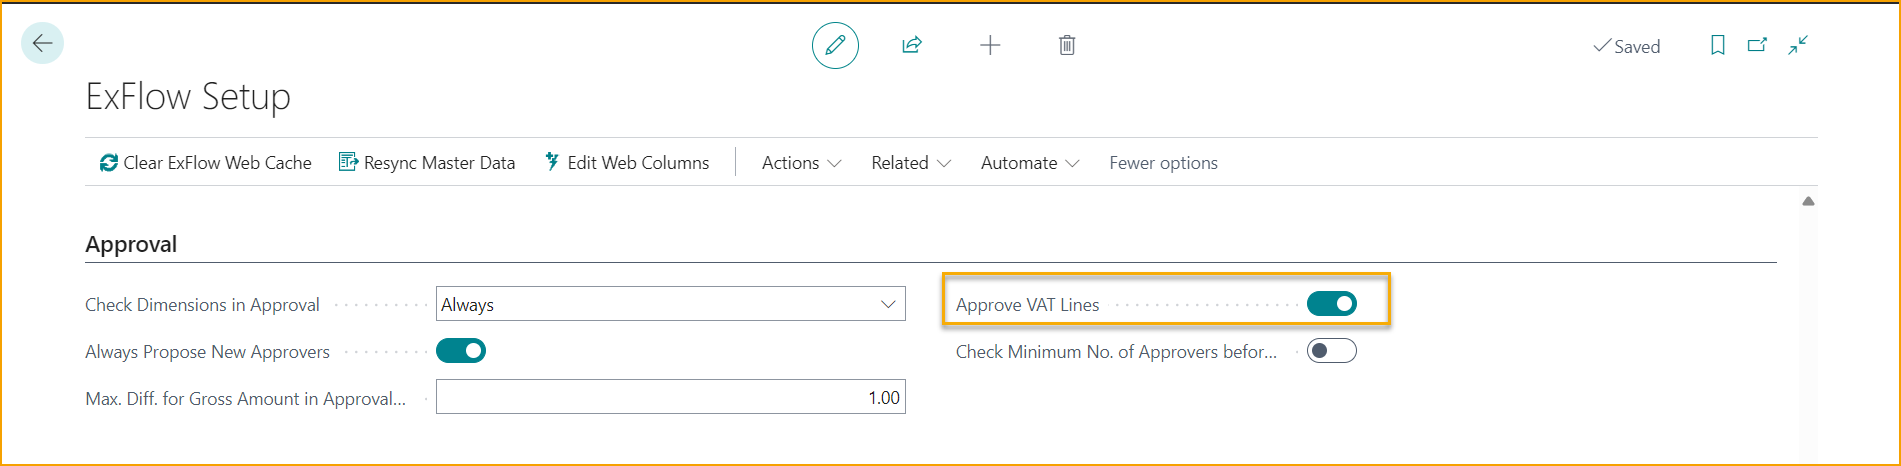 Saved
ExFlow Setup
Clear ExFlow Web Cache Resync Master Data Edit Web Columns Actions Related Automate Fewer options
Approval
Check Dimensions in Approval Always
Approve VAT Lines
Always Propose New Approvers
Check Minimum No. of Approvers befor...
Max. Diff. for Gross Amount in Approval... 1.00